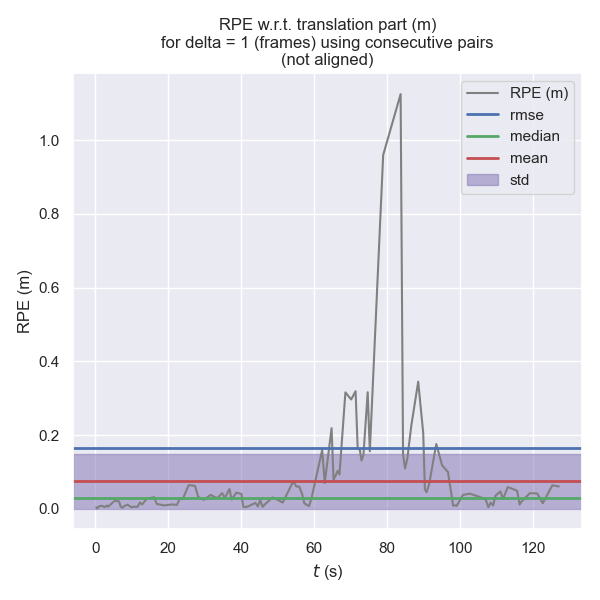 RPE w.r.t. translation part (m)
for delta = 1 (frames) using consecutive pairs
(not aligned)
RPE (m)
rmse
median
mean
std
1.0
0.8
0.6
0.4
0.2
0.0
RPE (m)
0 20 40 60 80 100 120
t (s)